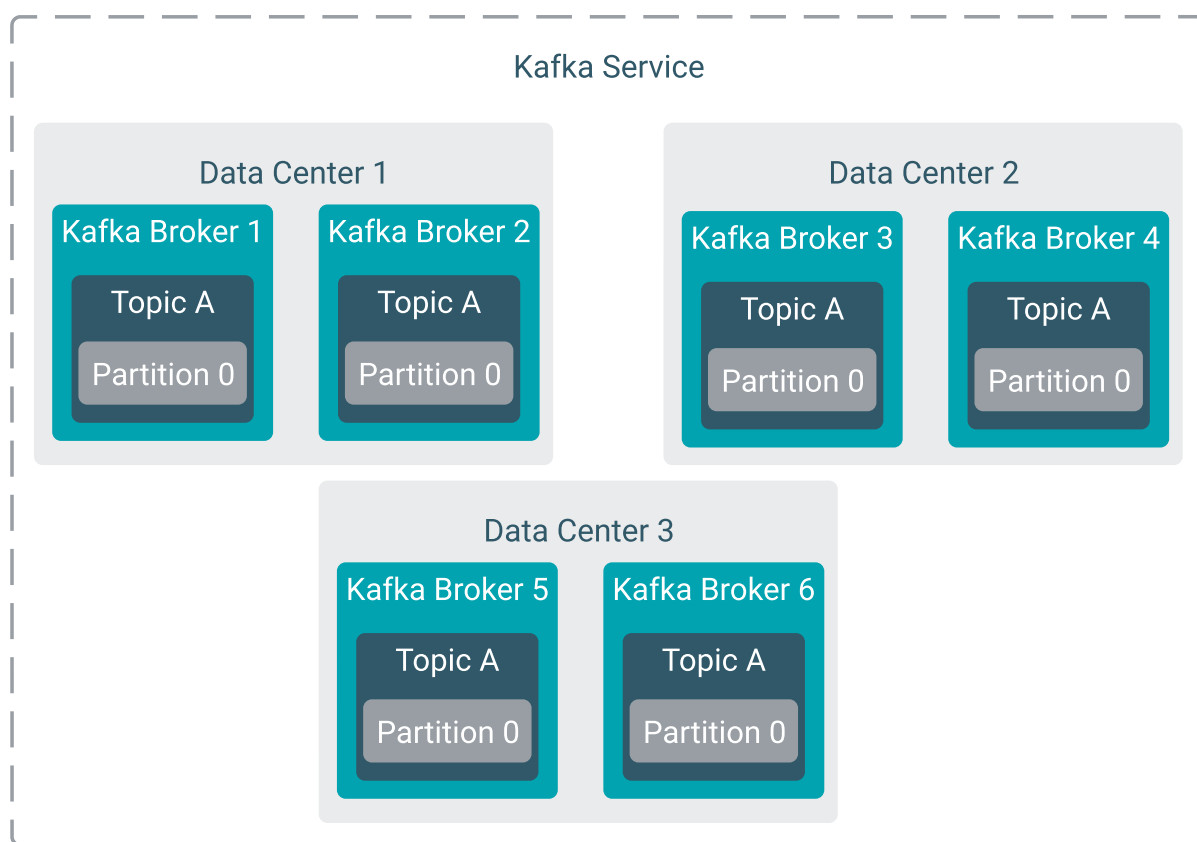 Kafka Service
Data Center 1
Kafka Broker 1
Topic A
Partition 0
Kafka Broker 2
Topic A
Partition 0
Data Center 2
Kafka Broker 3
Topic A
Partition 0
Kafka Broker 4
Topic A
Partition 0
Data Center 3
Kafka Broker 5
Topic A
Partition 0
Kafka Broker 6
Topic A
Partition 0